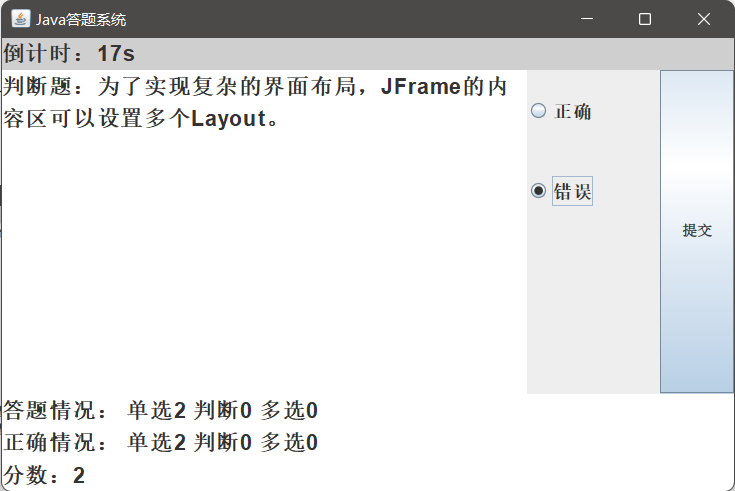 Java答题系统
倒计时：17s
判断题：为了实现复杂的界面布局，JFrame的内
容区可以设置多个Layout。
正确
错误
提交
答题情况： 单选2 判断0 多选0
正确情况： 单选2 判断0 多选0
分数：2